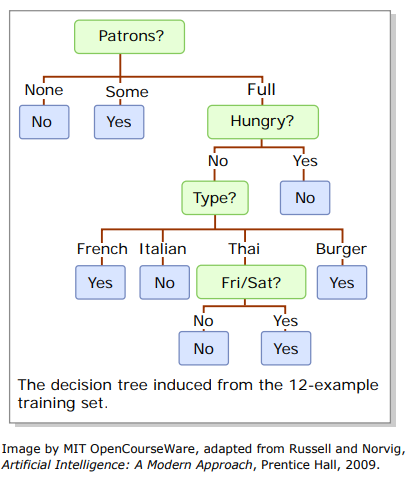 Patrons?
None Some Full
No Yes Hungry?
No Yes
Type? No
French Italian Thai Burger
Yes No Fri/Sat? Yes
No Yes
No Yes
The decision tree induced from the 12-example
training set.
Image by MIT OpenCourseWare, adapted from Russell and Norvig,
Artificial Intelligence: A Modern Approach, Prentice Hall, 2009.